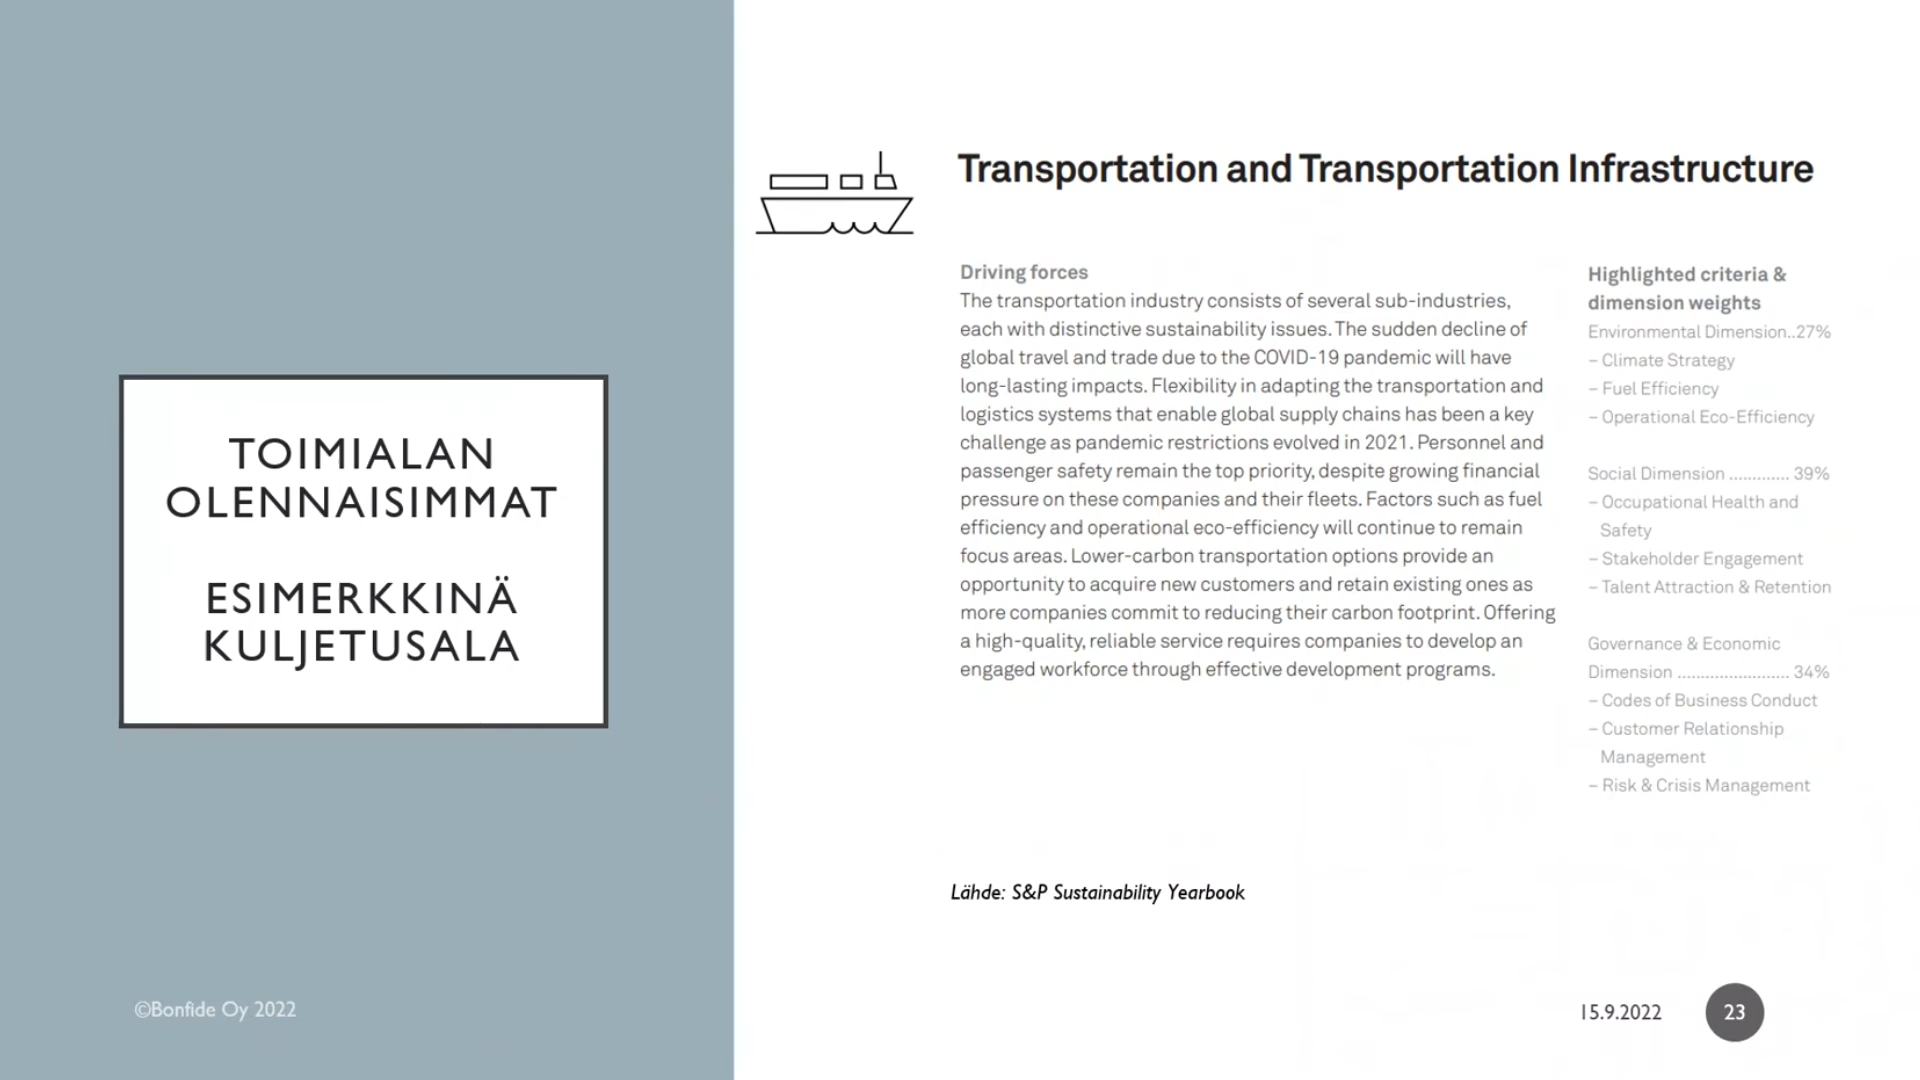 TOIMIALAN
OLENNAISIMMAT
ESIMERKKINÄ
KULJETUSALA
©Bonfide Oy 2022
Transportation and Transportation Infrastructure
Driving forces
The transportation industry consists of several sub-industries,
each with distinctive sustainability issues. The sudden decline of
global travel and trade due to the COVID-19 pandemic will have
long-lasting impacts. Flexibility in adapting the transportation and
logistics systems that enable global supply chains has been a key
challenge as pandemic restrictions evolved in 2021. Personnel and
passenger safety remain the top priority, despite growing financial
pressure on these companies and their fleets. Factors such as fuel
efficiency and operational eco-efficiency will continue to remain
focus areas. Lower-carbon transportation options provide an
opportunity to acquire new customers and retain existing ones as
more companies commit to reducing their carbon footprint. Offering
a high-quality, reliable service requires companies to develop an
engaged workforce through effective development programs.
Highlighted criteria &
dimension weights
Environmental Dimension..27%
– Climate Strategy
– Fuel Efficiency
– Operational Eco-Efficiency
Social Dimension ............. 39%
– Occupational Health and
Safety
– Stakeholder Engagement
– Talent Attraction & Retention
Governance & Economic
Dimension ........................ 34%
– Codes of Business Conduct
– Customer Relationship
Management
– Risk & Crisis Management
Lähde: S&P Sustainability Yearbook
15.9.2022
23